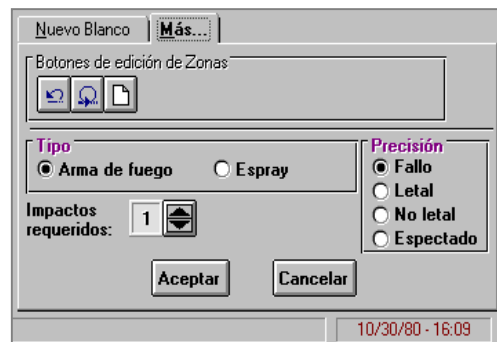 Nuevo Blanco Más...
Botones de edición de Zonas
Tipo
Arma de fuego Espray
Precisión
Fallo
Letal
No letal
Espectado
Impactos
requeridos: 1
Aceptar Cancelar
10/30/80 - 16:09